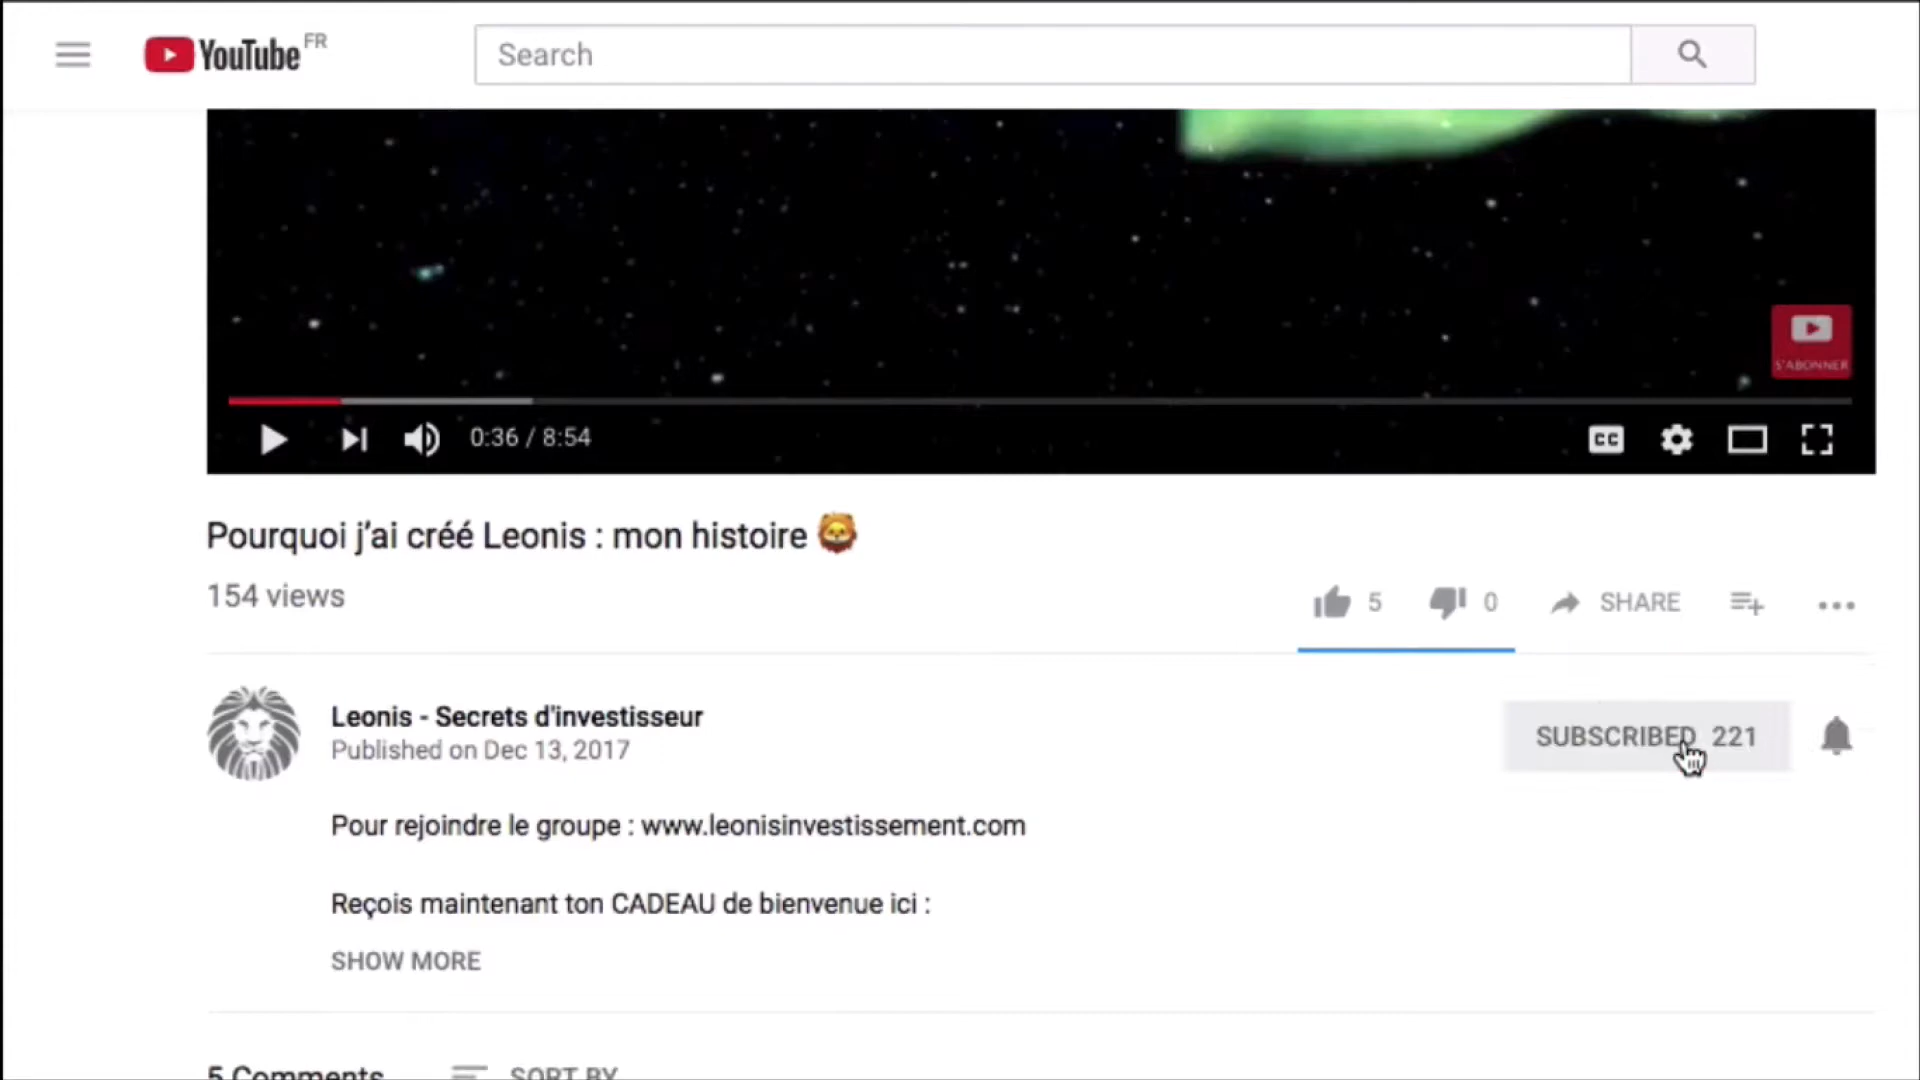 YouTube FR
Search
S'ABONNER
0:36 / 8:54
CC
Pourquoi j'ai créé Leonis : mon histoire 🦁
154 views
5 0 SHARE
Leonis - Secrets d'investisseur
SUBSCRIBED 221
Published on Dec 13, 2017
Pour rejoindre le groupe : www.leonisinvestissement.com
Reçois maintenant ton CADEAU de bienvenue ici :
SHOW MORE
5 Comments SORT BY